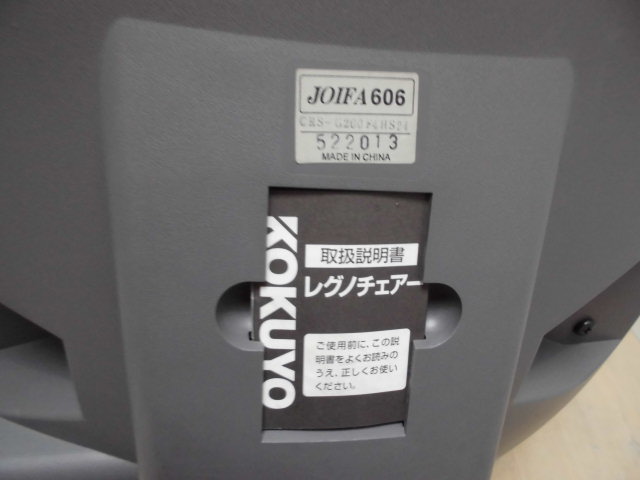 JOIFA 606
CRS-G260F4HS24
522013
MADE IN CHINA
KOKUYO
取扱説明書
レグノチェアー
ご使用前に、この説
明書をよくお読みの
うえ、正しくお使い
ください。